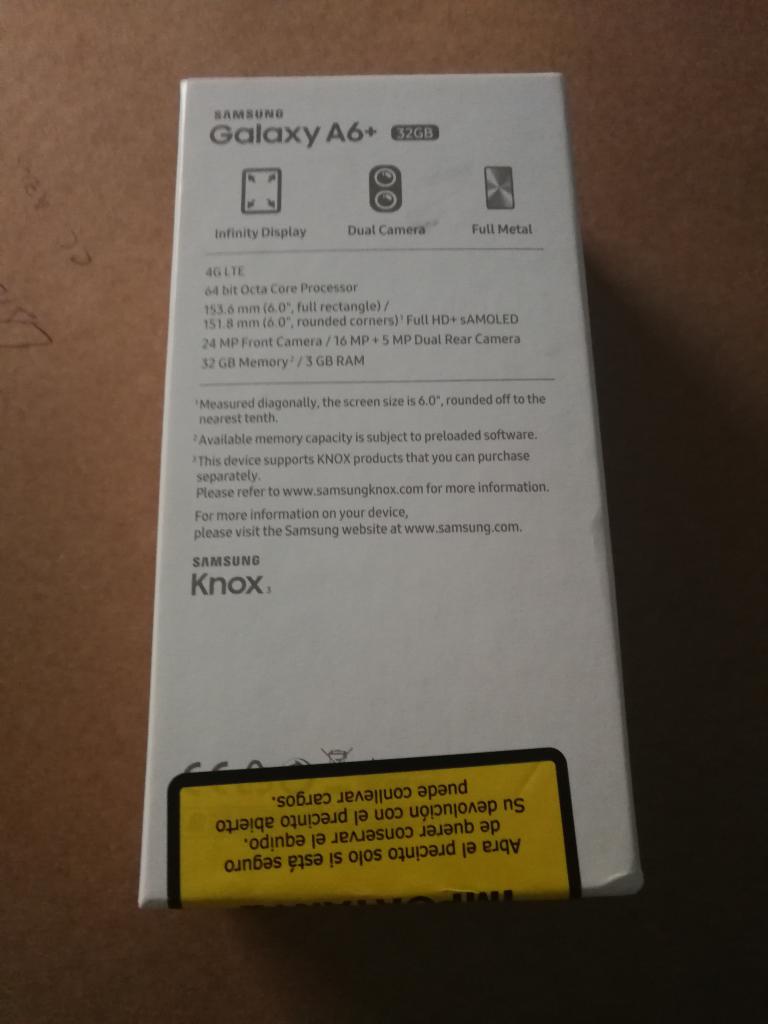 SAMSUNG
Galaxy A6+ 32GB
Infinity Display Dual Camera Full Metal
4G LTE
64 bit Octa Core Processor
153.6 mm (6.0", full rectangle) /
151.8 mm (6.0", rounded corners)¹ Full HD+ sAMOLED
24 MP Front Camera / 16 MP + 5 MP Dual Rear Camera
32 GB Memory² / 3 GB RAM
¹Measured diagonally, the screen size is 6.0", rounded off to the
nearest tenth.
²Available memory capacity is subject to preloaded software.
³This device supports KNOX products that you can purchase
separately.
Please refer to www.samsungknox.com for more information.
For more information on your device,
please visit the Samsung website at www.samsung.com.
SAMSUNG
Knox ₃
Abra el precinto solo si está seguro
de querer conservar el equipo.
Su devolución con el precinto abierto
puede conllevar cargos.